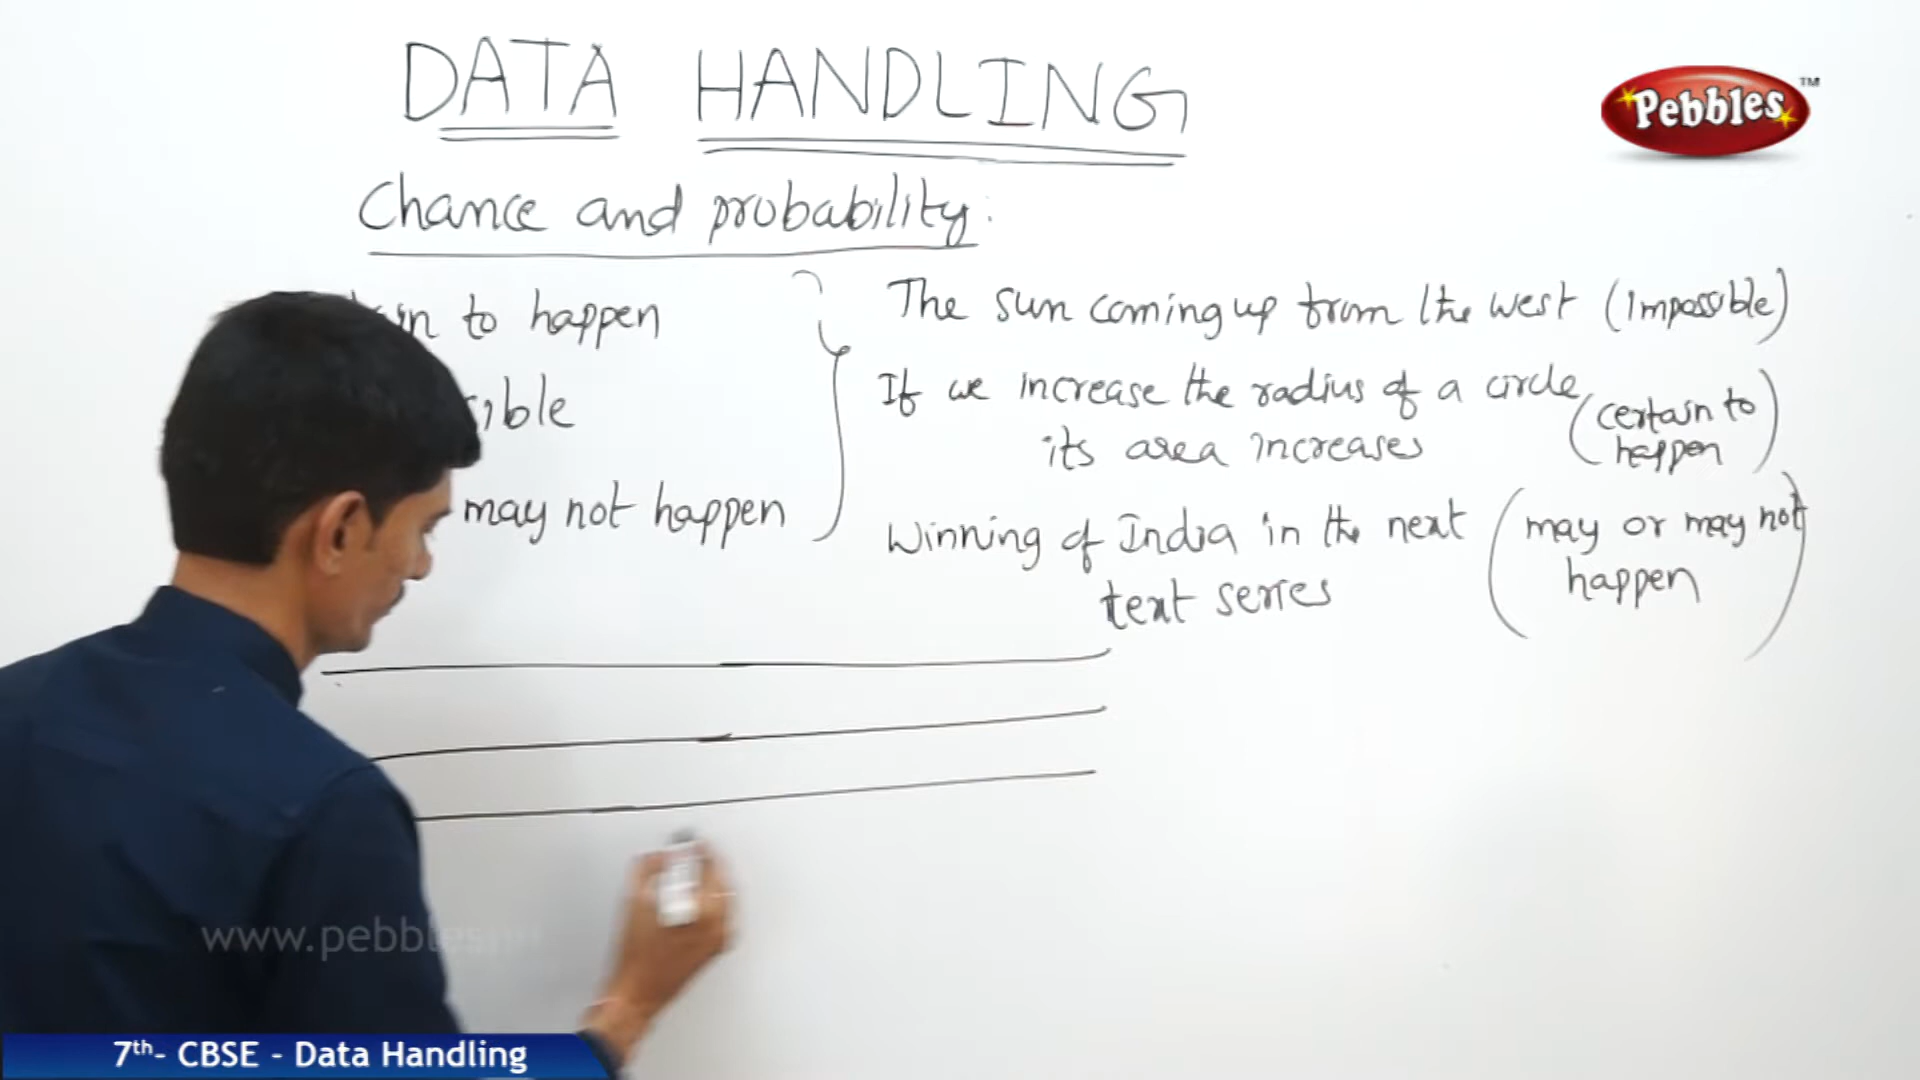 DATA HANDLING
Pebbles TM
Chance and probability:
to happen
may not happen
The sun coming up from the west (Impossible)
If we increase the radius of a circle
its area increases
(certain to
happen)
Winning of India in the next
text series
(may or may not
happen)
www.pebbles
7th- CBSE - Data Handling